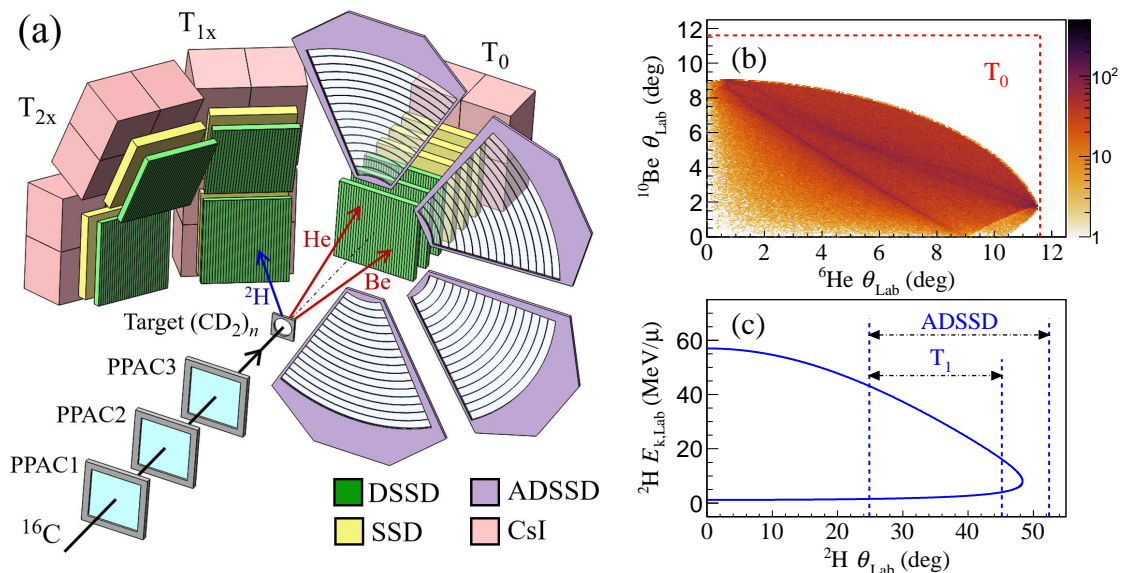 (a)
T1x
T0
T2x
He
Be
²H
Target (CD₂)ₙ
PPAC3
PPAC2
PPAC1
¹⁶C
DSSD
ADSSD
SSD
CsI
(b)
T₀
¹⁰Be θLab (deg)
12
10
8
6
4
2
0
0 2 4 6 8 10 12
⁶He θLab (deg)
10²
10
1
(c)
ADSSD
T₁
²H Ek,Lab (MeV/μ)
60
40
20
0
0 10 20 30 40 50
²H θLab (deg)